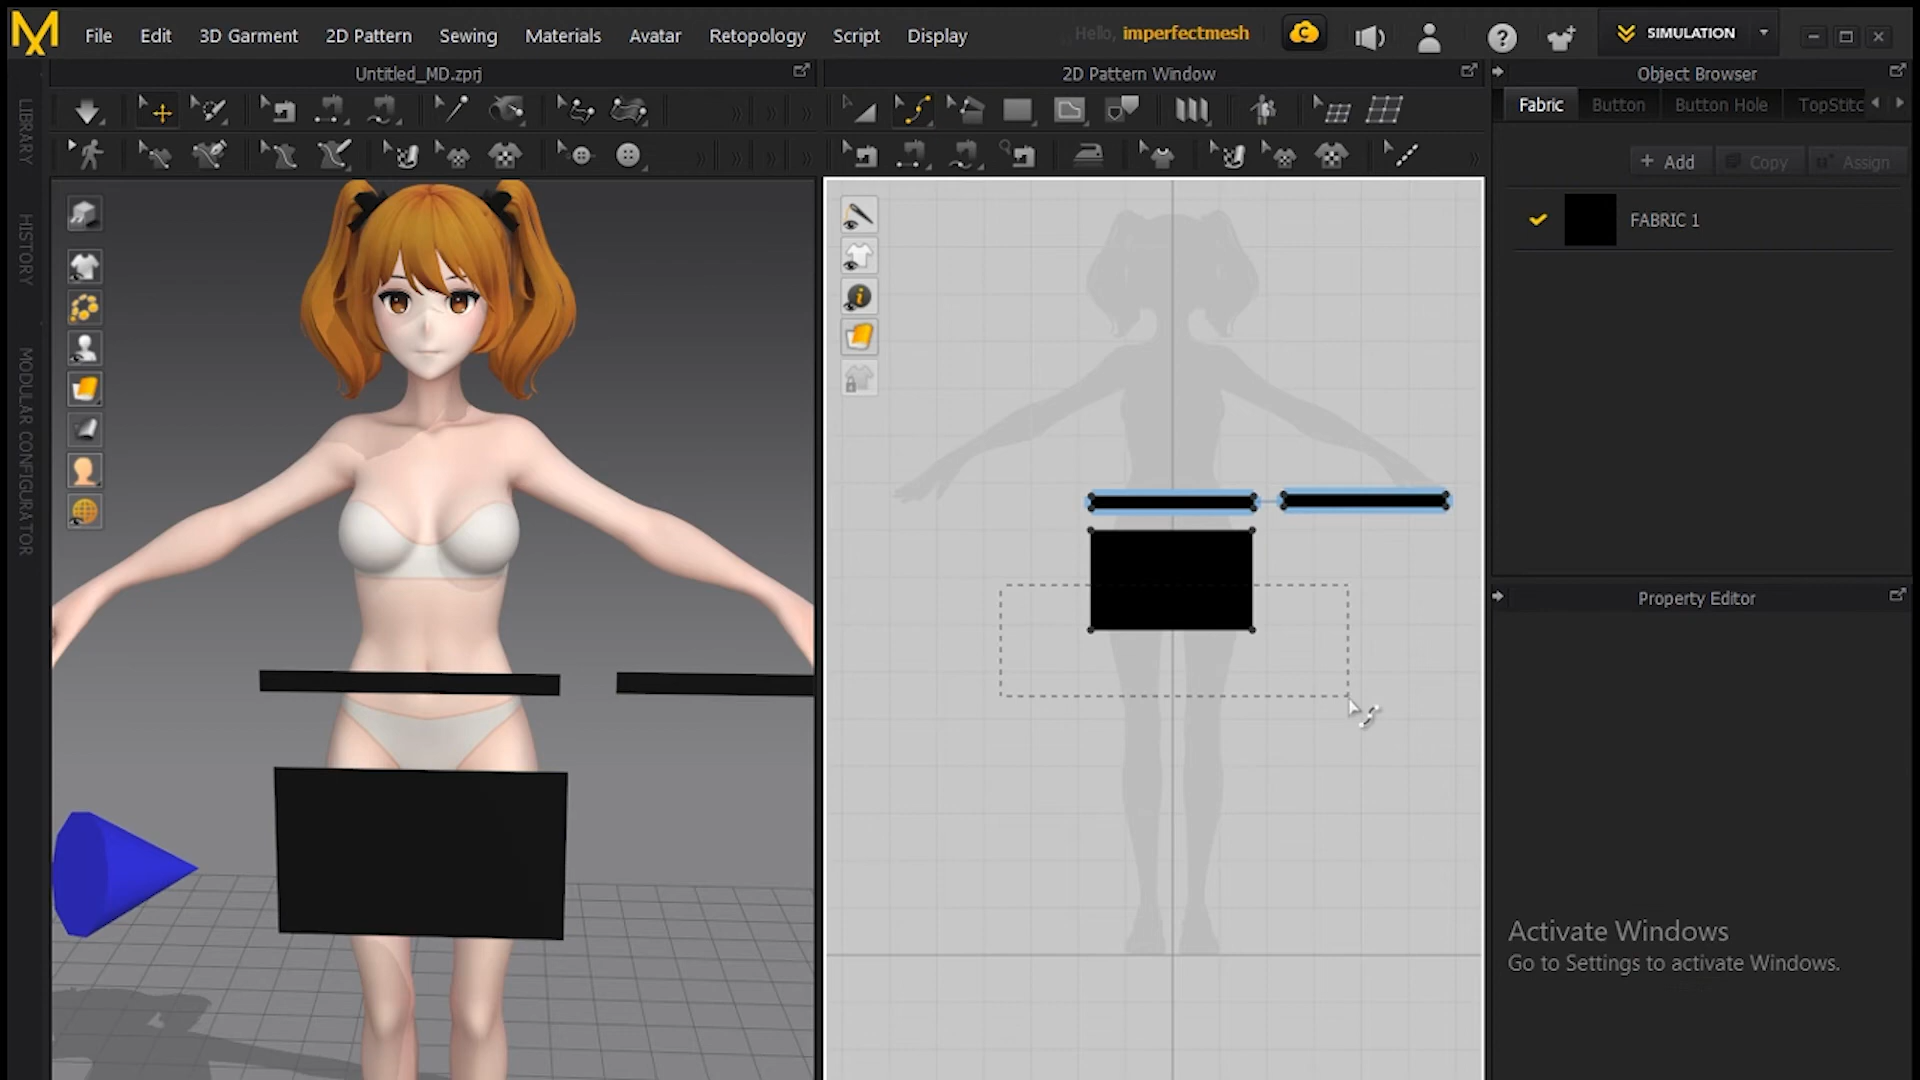 File Edit 3D Garment 2D Pattern Sewing Materials Avatar Retopology Script Display
Hello, imperfectmesh
SIMULATION
Untitled_MD.zprj
2D Pattern Window
Object Browser
Fabric Button Button Hole TopStitc
+ Add Copy Assign
FABRIC 1
LIBRARY
HISTORY
MODULAR CONFIGURATOR
Property Editor
Activate Windows
Go to Settings to activate Windows.